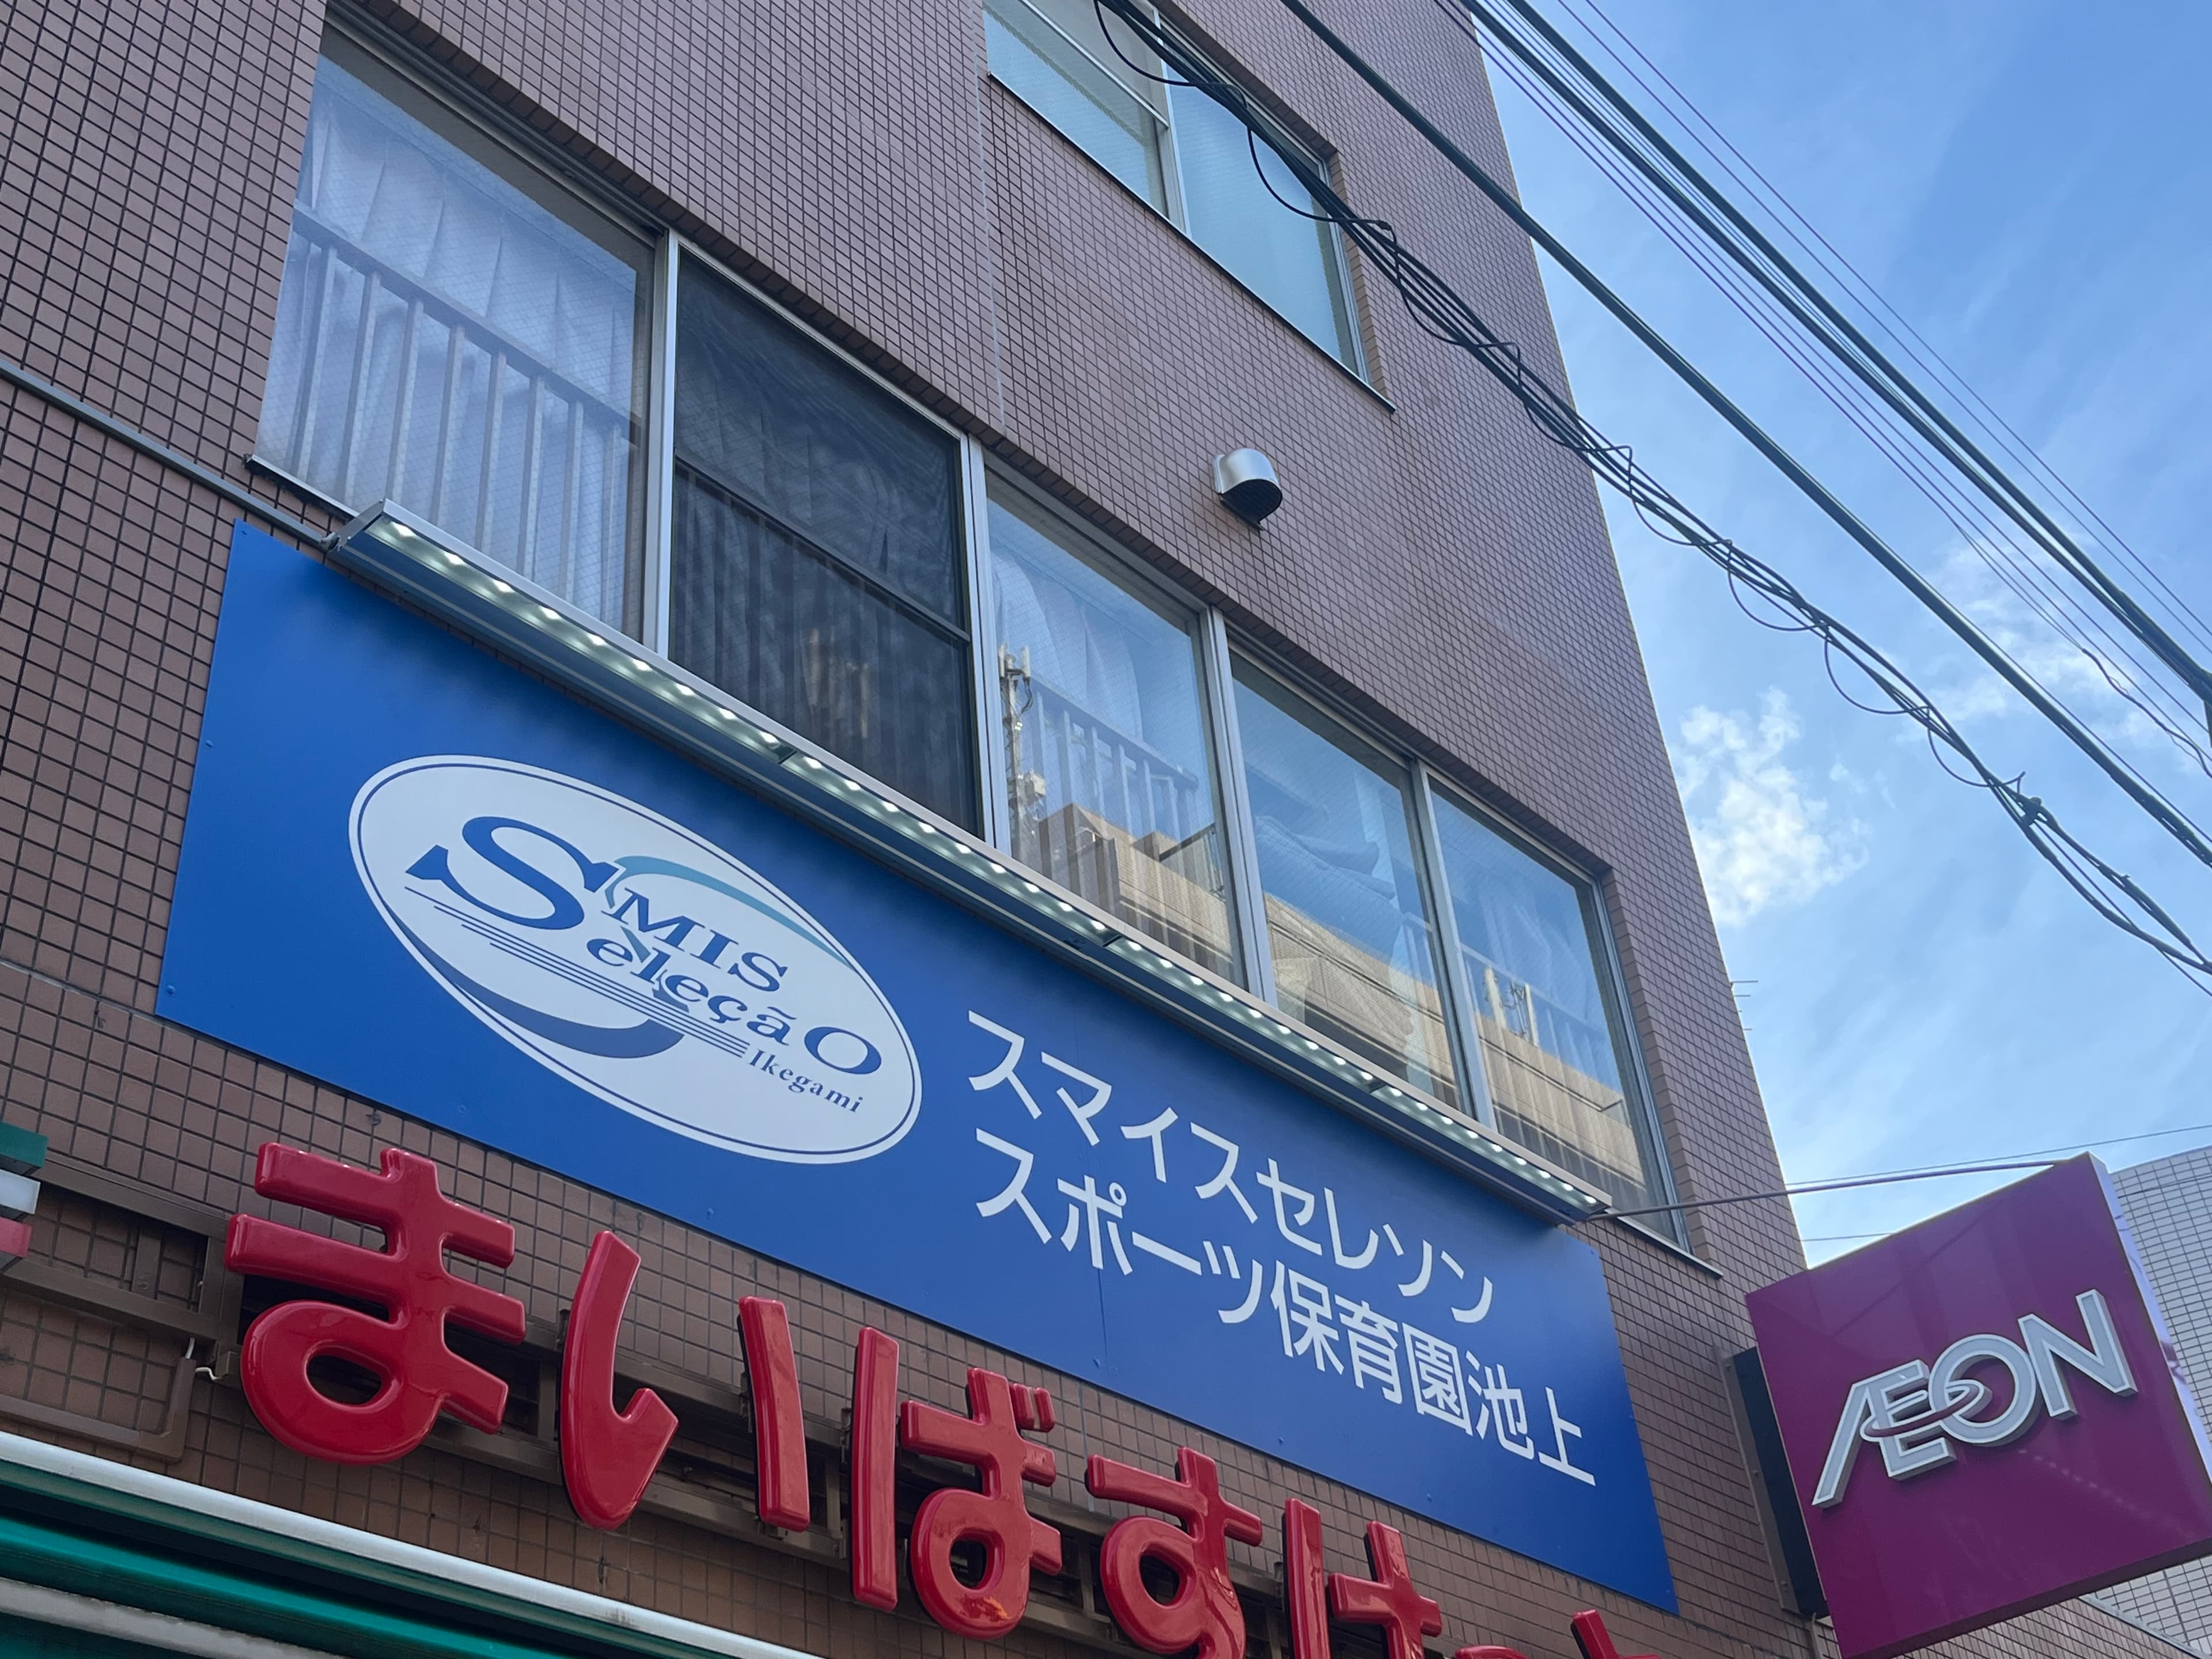 SMIS
Seleção
Ikegami
スマイスセレソン
スポーツ保育園池上
まいばすけ
AEON